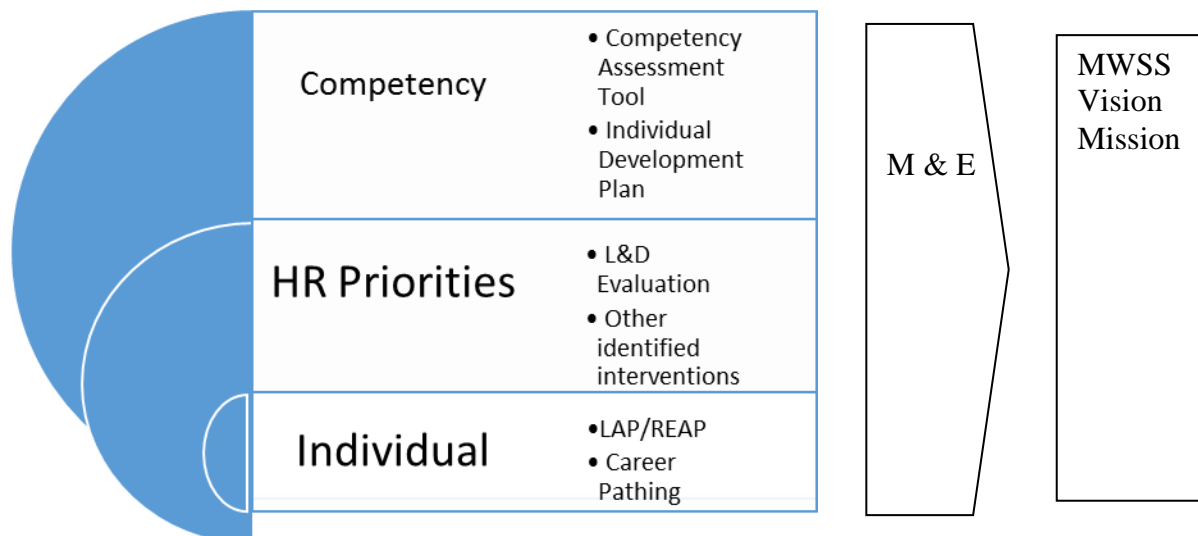 Competency
• Competency
Assessment
Tool
• Individual
Development
Plan
HR Priorities
• L&D
Evaluation
• Other
identified
interventions
Individual
•LAP/REAP
• Career
Pathing
M & E
MWSS
Vision
Mission